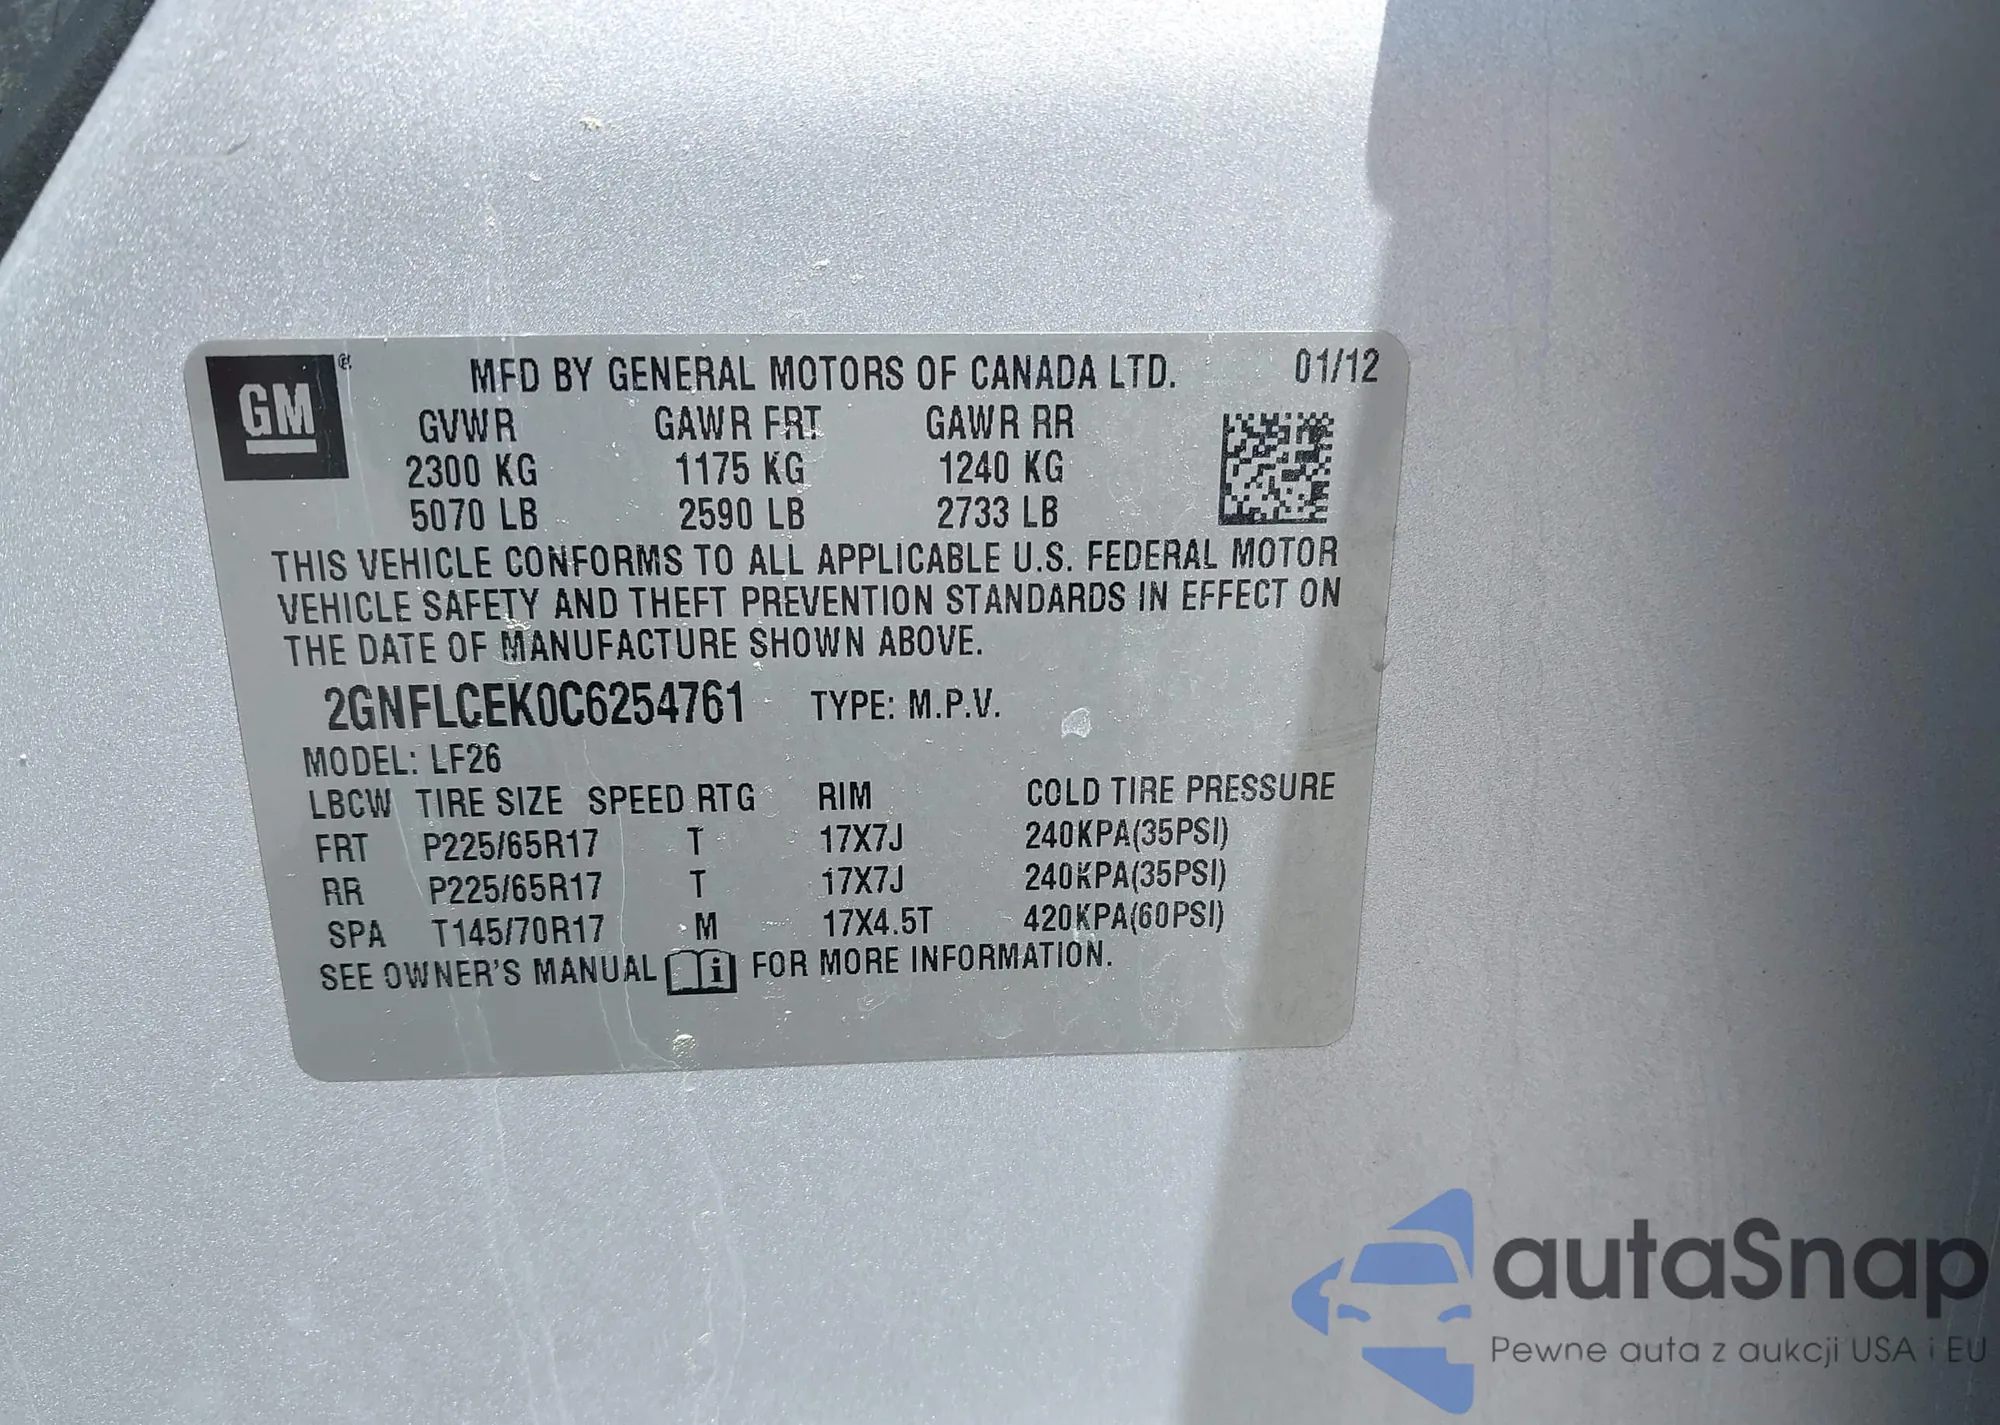 GM ®
MFD BY GENERAL MOTORS OF CANADA LTD. 01/12
GVWR GAWR FRT GAWR RR
2300 KG 1175 KG 1240 KG
5070 LB 2590 LB 2733 LB
THIS VEHICLE CONFORMS TO ALL APPLICABLE U.S. FEDERAL MOTOR
VEHICLE SAFETY AND THEFT PREVENTION STANDARDS IN EFFECT ON
THE DATE OF MANUFACTURE SHOWN ABOVE.
2GNFLCEK0C6254761 TYPE: M.P.V.
MODEL: LF26
LBCW TIRE SIZE SPEED RTG RIM COLD TIRE PRESSURE
FRT P225/65R17 T 17X7J 240KPA(35PSI)
RR P225/65R17 T 17X7J 240KPA(35PSI)
SPA T145/70R17 M 17X4.5T 420KPA(60PSI)
SEE OWNER'S MANUAL i FOR MORE INFORMATION.
autaSnap
Pewne auta z aukcji USA i EU